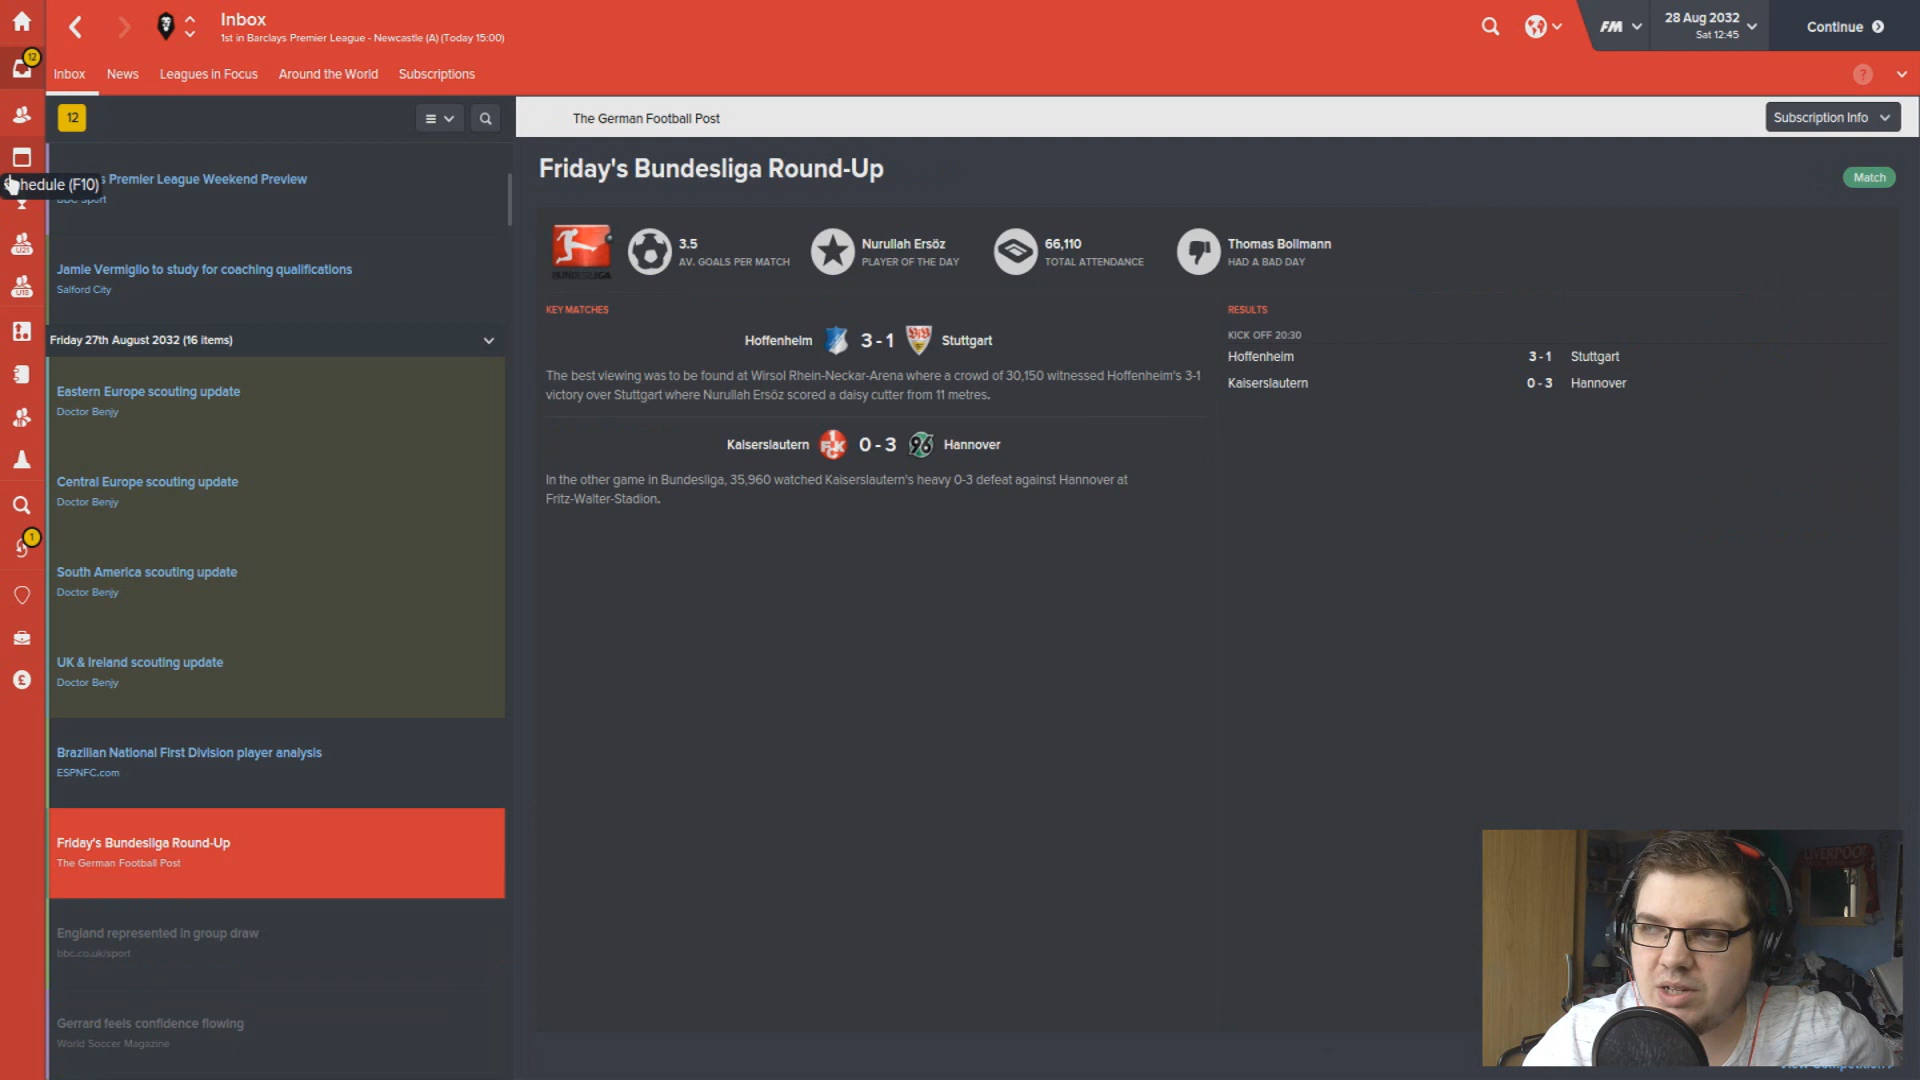 Inbox
1st in Barclays Premier League - Newcastle (A) (Today 15:00)
FM
28 Aug 2032
Sat 12:45
Continue
12
Inbox
News
Leagues in Focus
Around the World
Subscriptions
?
12
The German Football Post
Subscription Info
Schedule (F10)
Premier League Weekend Preview
BBC Sport
Jamie Vermiglio to study for coaching qualifications
Salford City
Friday 27th August 2032 (16 items)
Eastern Europe scouting update
Doctor Benjy
Central Europe scouting update
Doctor Benjy
South America scouting update
Doctor Benjy
UK & Ireland scouting update
Doctor Benjy
Brazilian National First Division player analysis
ESPNFC.com
Friday's Bundesliga Round-Up
The German Football Post
England represented in group draw
bbc.co.uk/sport
Gerrard feels confidence flowing
World Soccer Magazine
U21
U18
1
£
Friday's Bundesliga Round-Up
Match
BUNDESLIGA
3.5
AV. GOALS PER MATCH
Nurullah Ersöz
PLAYER OF THE DAY
66,110
TOTAL ATTENDANCE
Thomas Bollmann
HAD A BAD DAY
KEY MATCHES
Hoffenheim 3 - 1 Stuttgart
The best viewing was to be found at Wirsol Rhein-Neckar-Arena where a crowd of 30,150 witnessed Hoffenheim's 3-1
victory over Stuttgart where Nurullah Ersöz scored a daisy cutter from 11 metres.
Kaiserslautern 0 - 3 Hannover
In the other game in Bundesliga, 35,960 watched Kaiserslautern's heavy 0-3 defeat against Hannover at
Fritz-Walter-Stadion.
RESULTS
KICK OFF 20:30
Hoffenheim 3 - 1 Stuttgart
Kaiserslautern 0 - 3 Hannover
LIVERPOOL